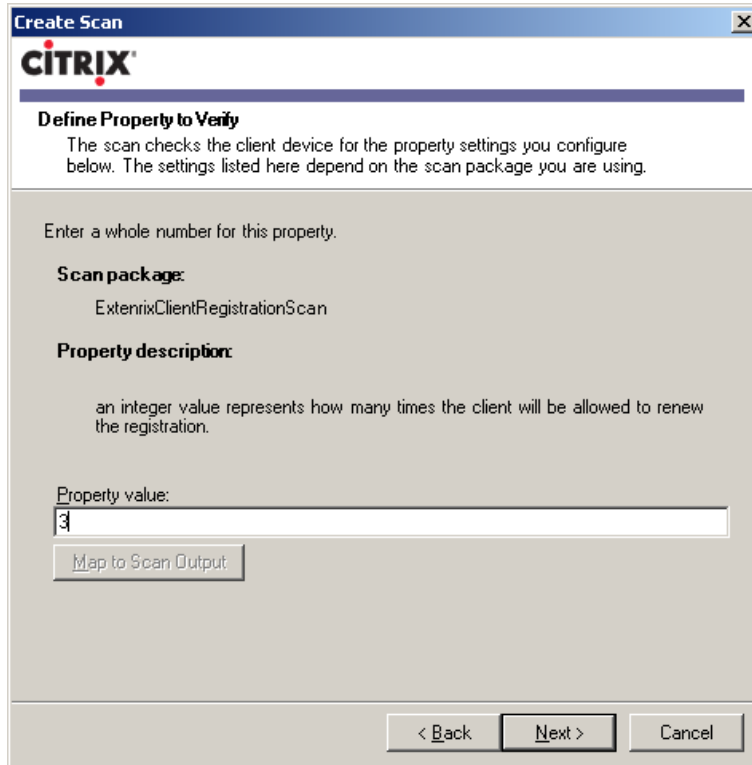 Create Scan
CİTRIX®
Define Property to Verify
The scan checks the client device for the property settings you configure
below. The settings listed here depend on the scan package you are using.
Enter a whole number for this property.
Scan package:
ExtenrixClientRegistrationScan
Property description:
an integer value represents how many times the client will be allowed to renew
the registration.
Property value:
3
Map to Scan Output
< Back
Next >
Cancel